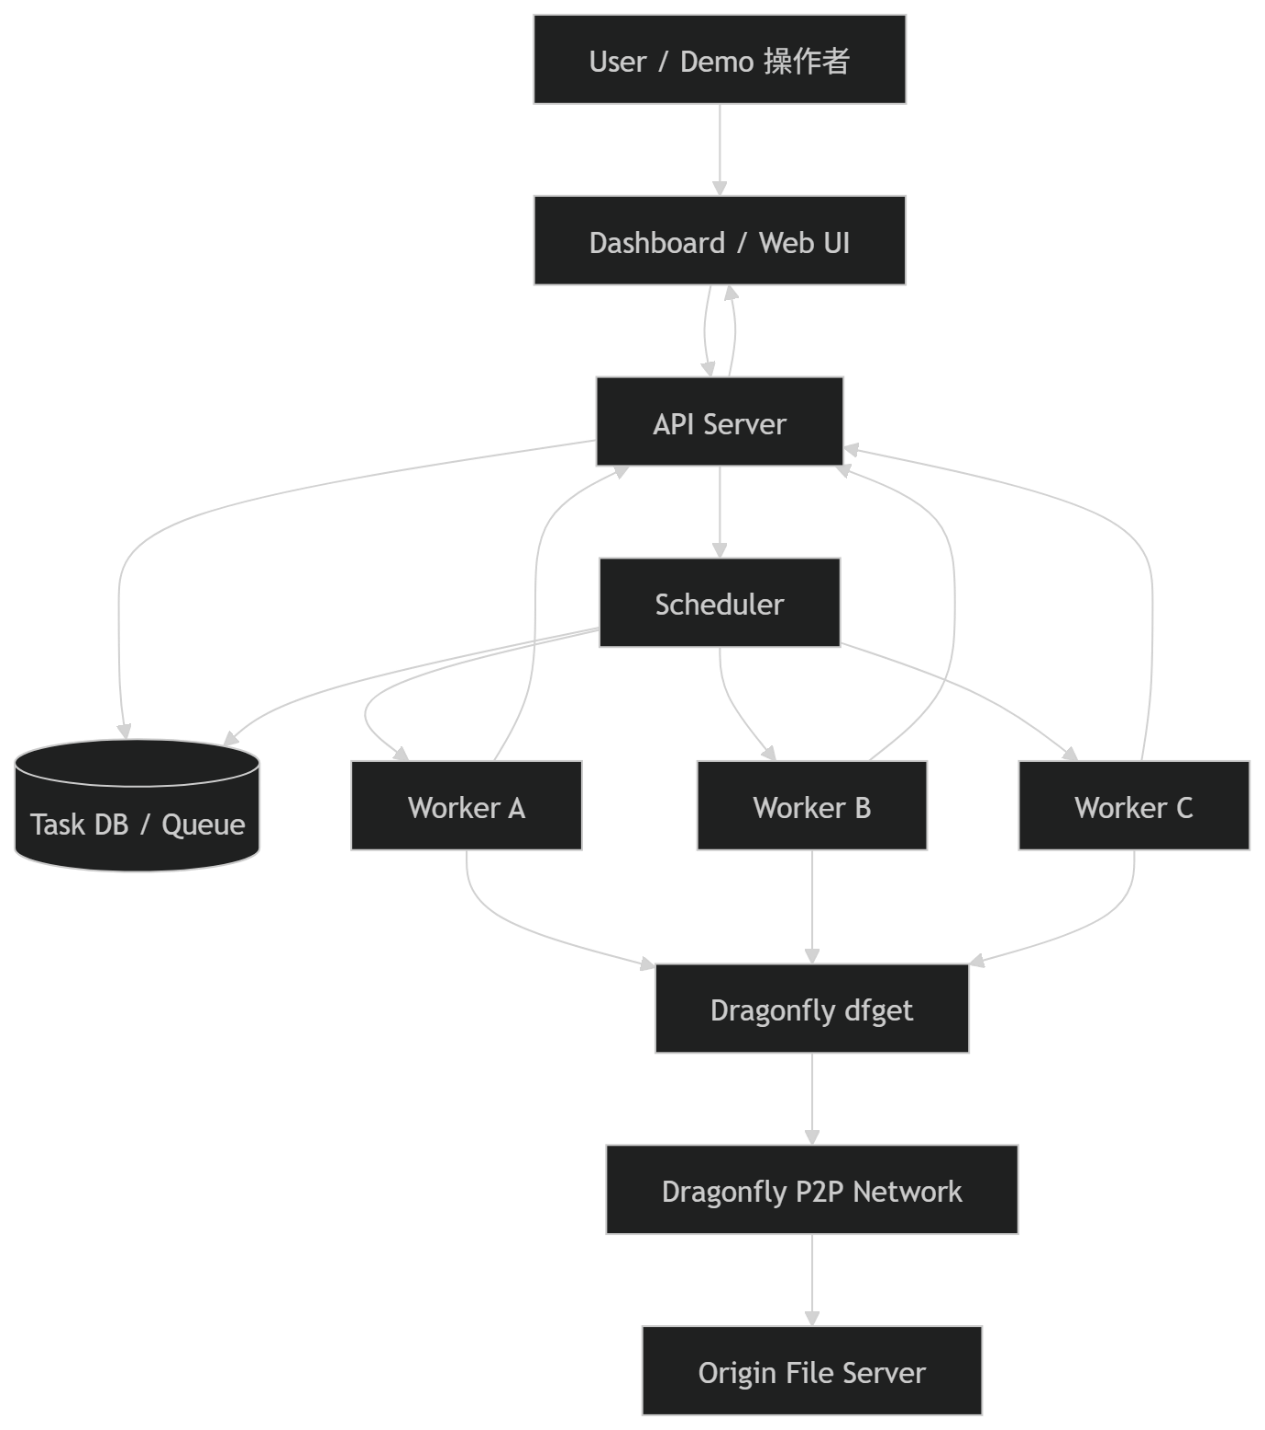 User / Demo 操作者
Dashboard / Web UI
API Server
Scheduler
Task DB / Queue
Worker A
Worker B
Worker C
Dragonfly dfget
Dragonfly P2P Network
Origin File Server